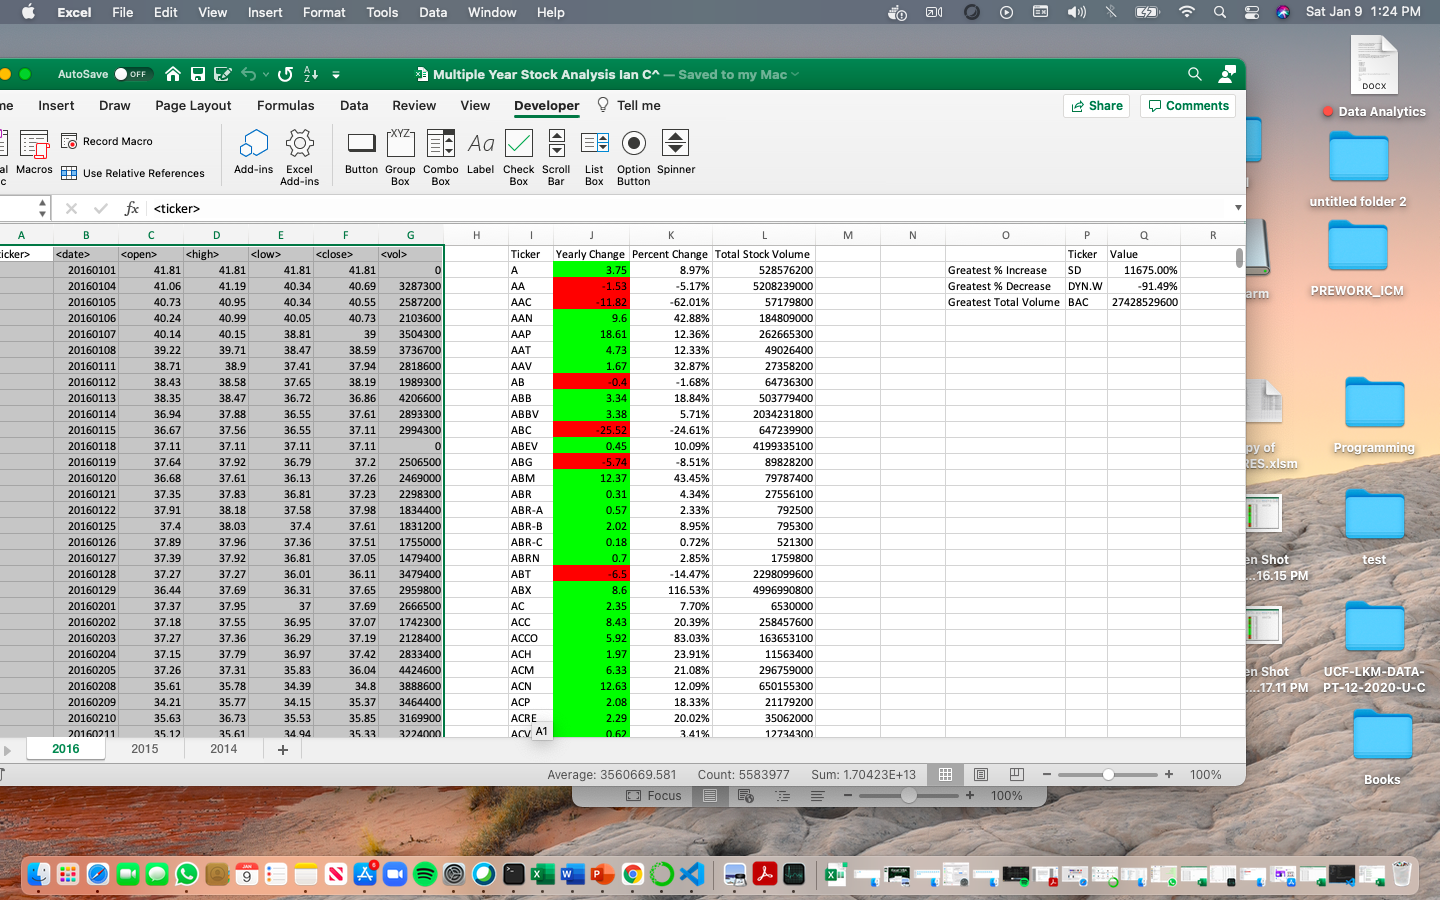 Excel File Edit View Insert Format Tools Data Window Help Sat Jan 9 1:24 PM
AutoSave OFF Multiple Year Stock Analysis Ian C^ — Saved to my Mac
me Insert Draw Page Layout Formulas Data Review View Developer Tell me Share Comments
Macros Record Macro Use Relative References Add-ins Excel Add-ins Button Group Box Combo Box Label Check Box Scroll Bar List Box Option Button Spinner
XYZ Aa
fx <ticker>
A B C D E F G H I J K L M N O P Q R
ticker> <date> <open> <high> <low> <close> <vol> Ticker Yearly Change Percent Change Total Stock Volume Ticker Value
20160101 41.81 41.81 41.81 41.81 0 A 3.75 8.97% 528576200 Greatest % Increase SD 11675.00%
20160104 41.06 41.19 40.34 40.69 3287300 AA -1.53 -5.17% 5208239000 Greatest % Decrease DYN.W -91.49%
20160105 40.73 40.95 40.34 40.55 2587200 AAC -11.82 -62.01% 57179800 Greatest Total Volume BAC 27428529600
20160106 40.24 40.99 40.05 40.73 2103600 AAN 9.6 42.88% 184809000
20160107 40.14 40.15 38.81 39 3504300 AAP 18.61 12.36% 262665300
20160108 39.22 39.71 38.47 38.59 3736700 AAT 4.73 12.33% 49026400
20160111 38.71 38.9 37.41 37.94 2818600 AAV 1.67 32.87% 27358200
20160112 38.43 38.58 37.65 38.19 1989300 AB -0.4 -1.68% 64736300
20160113 38.35 38.47 36.72 36.86 4206600 ABB 3.34 18.84% 503779400
20160114 36.94 37.88 36.55 37.61 2893300 ABBV 3.38 5.71% 2034231800
20160115 36.67 37.56 36.55 37.11 2994300 ABC -25.52 -24.61% 647239900
20160118 37.11 37.11 37.11 37.11 0 ABEV 0.45 10.09% 4199335100
20160119 37.64 37.92 36.79 37.2 2506500 ABG -5.74 -8.51% 89828200
20160120 36.68 37.61 36.13 37.26 2469000 ABM 12.37 43.45% 79787400
20160121 37.35 37.83 36.81 37.23 2298300 ABR 0.31 4.34% 27556100
20160122 37.91 38.18 37.58 37.98 1834400 ABR-A 0.57 2.33% 792500
20160125 37.4 38.03 37.4 37.61 1831200 ABR-B 2.02 8.95% 795300
20160126 37.89 37.96 37.36 37.51 1755000 ABR-C 0.18 0.72% 521300
20160127 37.39 37.92 36.81 37.05 1479400 ABRN 0.7 2.85% 1759800
20160128 37.27 37.27 36.01 36.11 3479400 ABT -6.5 -14.47% 2298099600
20160129 36.44 37.69 36.31 37.65 2959800 ABX 8.6 116.53% 4996990800
20160201 37.37 37.95 37 37.69 2666500 AC 2.35 7.70% 6530000
20160202 37.18 37.55 36.95 37.07 1742300 ACC 8.43 20.39% 258457600
20160203 37.27 37.36 36.29 37.19 2128400 ACCO 5.92 83.03% 163653100
20160204 37.15 37.79 36.97 37.42 2833400 ACH 1.97 23.91% 11563400
20160205 37.26 37.31 35.83 36.04 4424600 ACM 6.33 21.08% 296759000
20160208 35.61 35.78 34.39 34.8 3888600 ACN 12.63 12.09% 650155300
20160209 34.21 35.77 34.15 35.37 3464400 ACP 2.08 18.33% 21179200
20160210 35.63 36.73 35.53 35.85 3169900 ACRE 2.29 20.02% 35062000
20160211 35.12 35.61 34.94 35.33 3224000 ACV 0.62 3.41% 12734300
A1
2016 2015 2014 +
Average: 3560669.581 Count: 5583977 Sum: 1.70423E+13 100%
Focus 100%
DOCX
Data Analytics
untitled folder 2
arm
PREWORK_ICM
py of
RES.xlsm
Programming
en Shot
...16.15 PM
test
en Shot
....17.11 PM
UCF-LKM-DATA-
PT-12-2020-U-C
Books
JAN
9